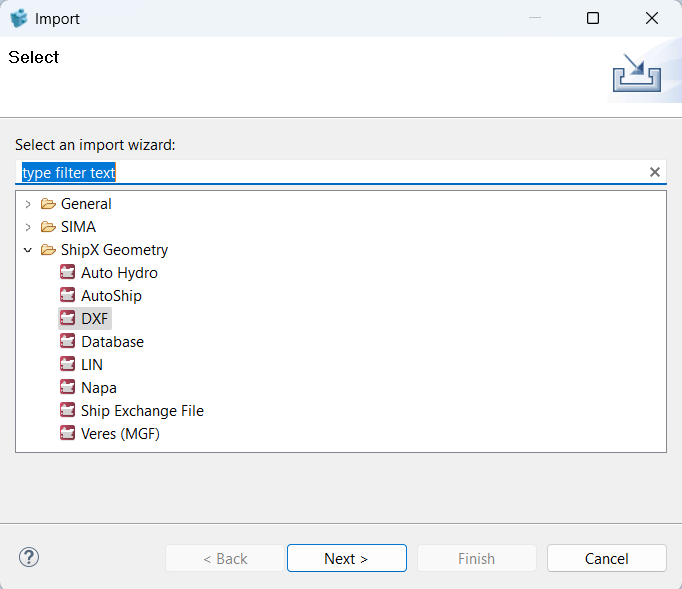 Import
Select
Select an import wizard:
type filter text
General
SIMA
ShipX Geometry
Auto Hydro
AutoShip
DXF
Database
LIN
Napa
Ship Exchange File
Veres (MGF)
? < Back Next > Finish Cancel